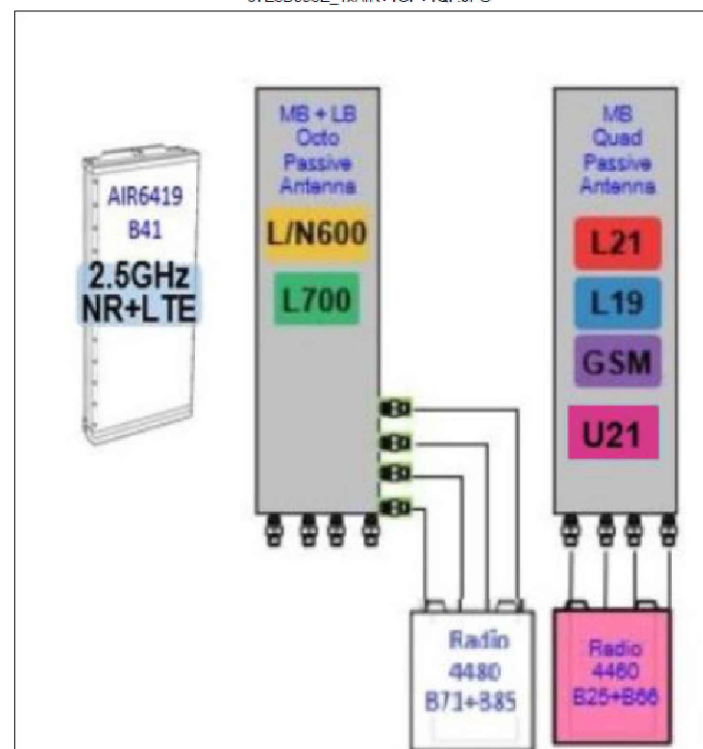 AIR6419
B41
2.5GHz
NR+LTE
MB + LB
Octo
Passive
Antenna
L/N600
L700
MB
Quad
Passive
Antenna
L21
L19
GSM
U21
Radio
4480
B71+B85
Radio
4460
B25+B66